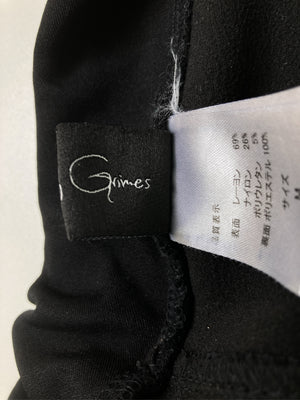 Grimes
品質表示
表面 レーヨン 69%
ナイロン 26%
ポリウレタン 5%
裏面 ポリエステル 100%
サイズ M